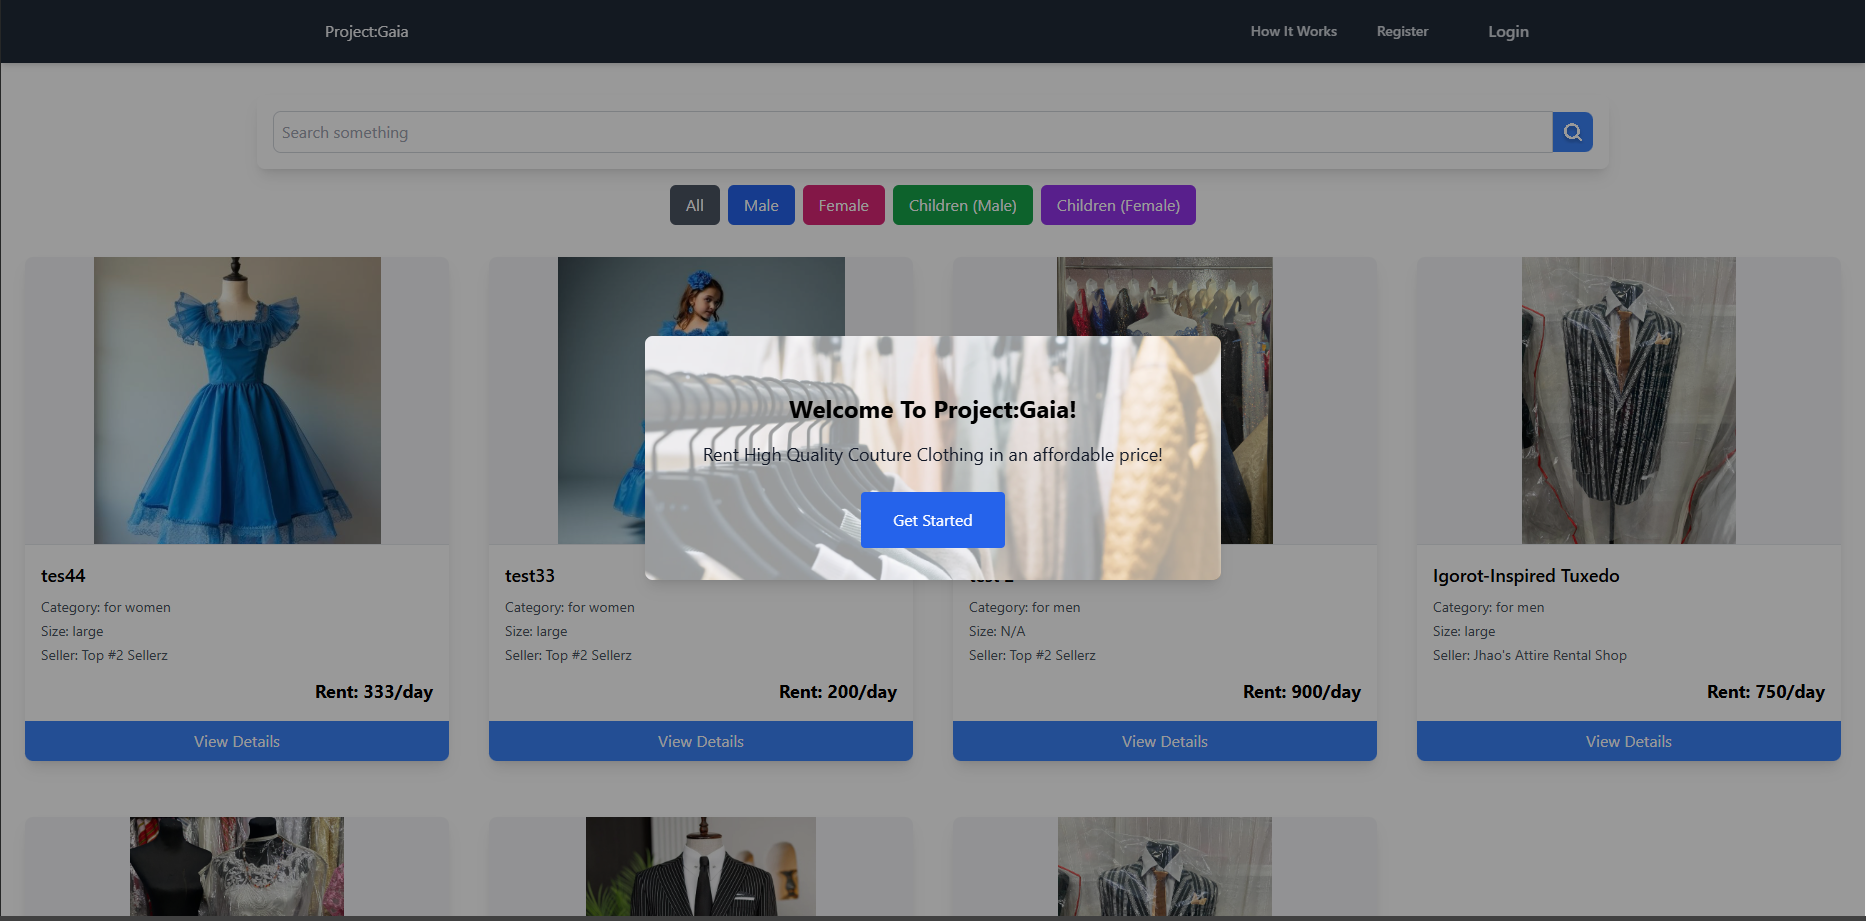 Project:Gaia
How It Works
Register
Login
Search something
All
Male
Female
Children (Male)
Children (Female)
Welcome To Project:Gaia!
Rent High Quality Couture Clothing in an affordable price!
Get Started
tes44
Category: for women
Size: large
Seller: Top #2 Sellerz
Rent: 333/day
View Details
test33
Category: for women
Size: large
Seller: Top #2 Sellerz
Rent: 200/day
View Details
Category: for men
Size: N/A
Seller: Top #2 Sellerz
Rent: 900/day
View Details
Igorot-Inspired Tuxedo
Category: for men
Size: large
Seller: Jhao's Attire Rental Shop
Rent: 750/day
View Details